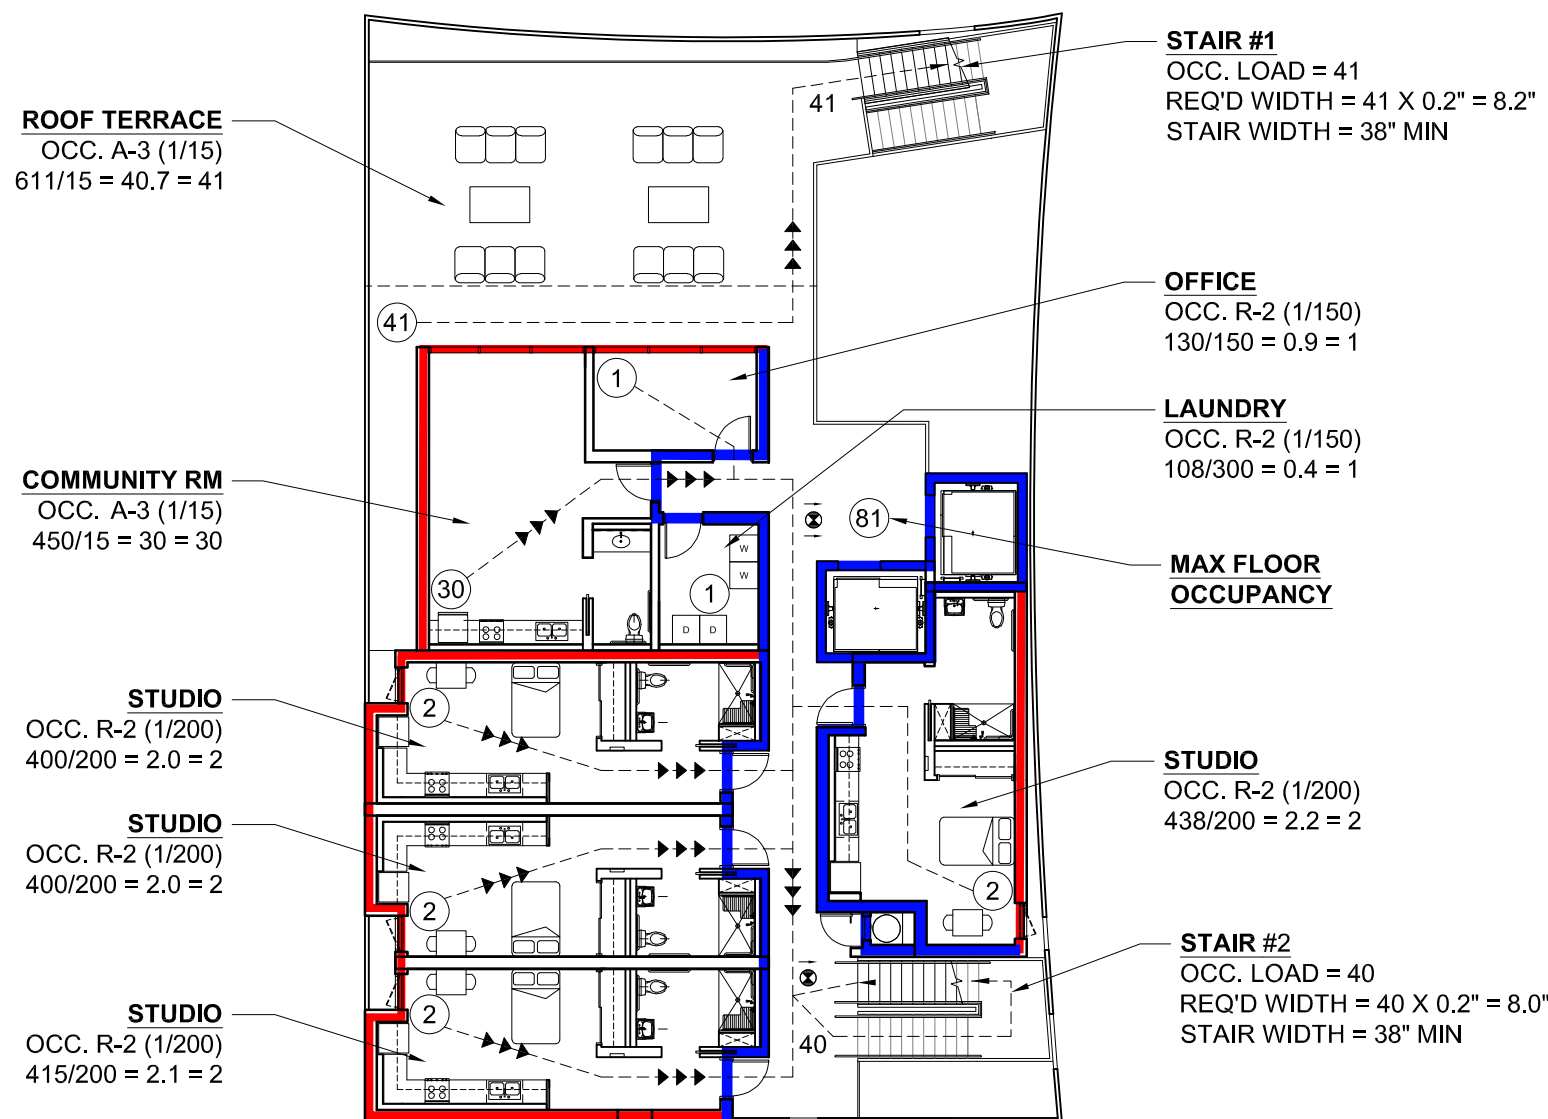 STAIR #1
OCC. LOAD = 41
REQ'D WIDTH = 41 X 0.2" = 8.2"
STAIR WIDTH = 38" MIN
41
ROOF TERRACE
OCC. A-3 (1/15)
611/15 = 40.7 = 41
OFFICE
OCC. R-2 (1/150)
130/150 = 0.9 = 1
41
1
LAUNDRY
OCC. R-2 (1/150)
108/300 = 0.4 = 1
COMMUNITY RM
OCC. A-3 (1/15)
450/15 = 30 = 30
81
W
W
MAX FLOOR
OCCUPANCY
30
1
D D
STUDIO
OCC. R-2 (1/200)
400/200 = 2.0 = 2
2
STUDIO
OCC. R-2 (1/200)
438/200 = 2.2 = 2
STUDIO
OCC. R-2 (1/200)
400/200 = 2.0 = 2
2
2
STAIR #2
OCC. LOAD = 40
REQ'D WIDTH = 40 X 0.2" = 8.0"
STAIR WIDTH = 38" MIN
STUDIO
OCC. R-2 (1/200)
415/200 = 2.1 = 2
2
40